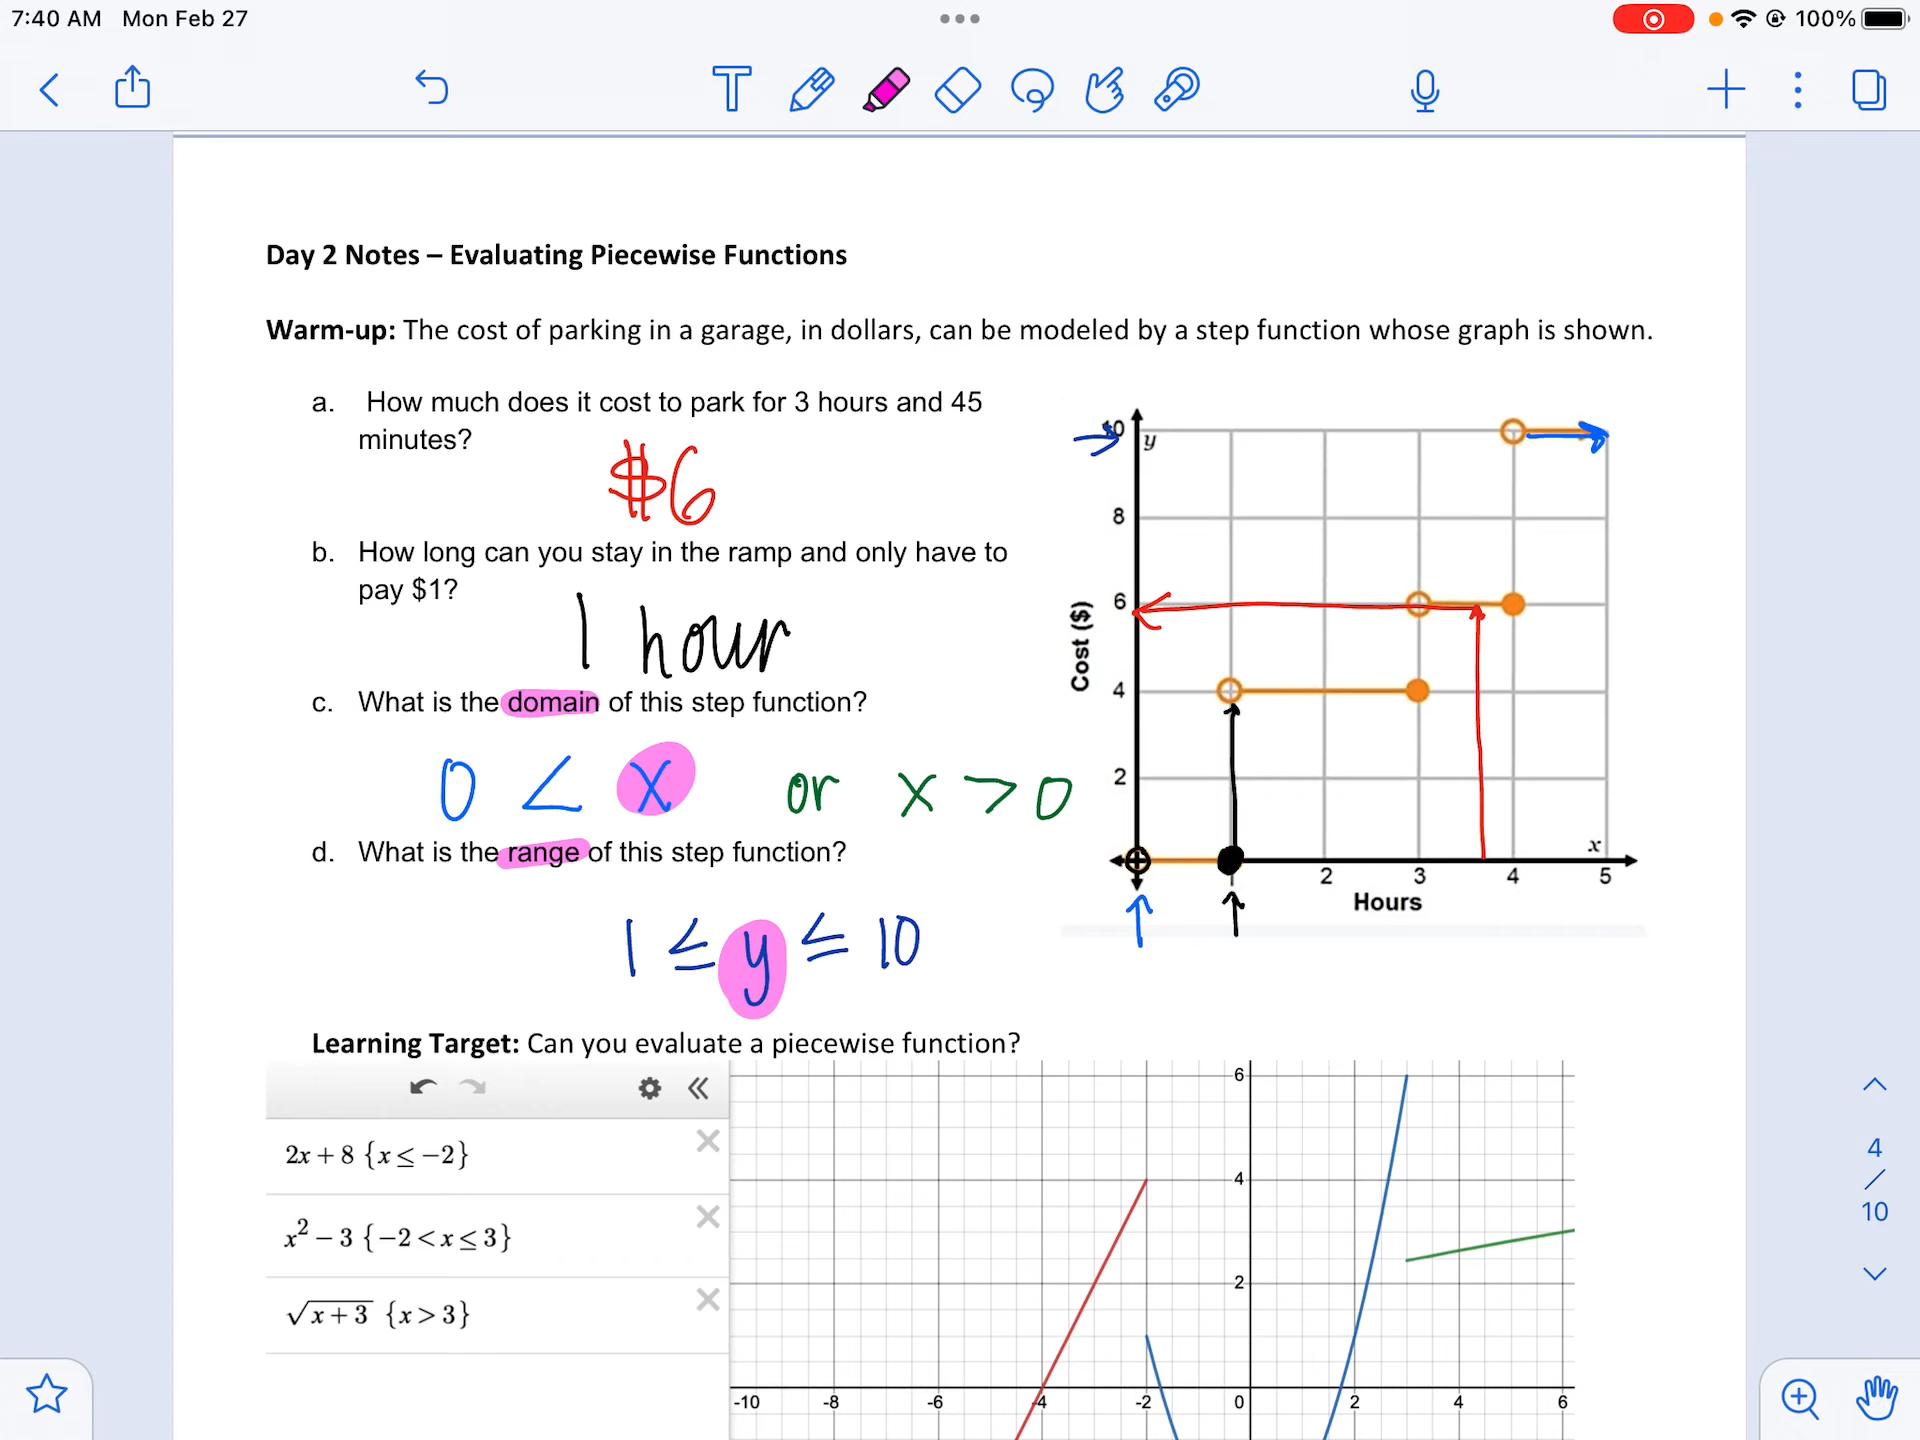 7:40 AM Mon Feb 27
100%
Day 2 Notes – Evaluating Piecewise Functions
Warm-up: The cost of parking in a garage, in dollars, can be modeled by a step function whose graph is shown.
a. How much does it cost to park for 3 hours and 45
minutes?
$6
b. How long can you stay in the ramp and only have to
pay $1?
1 hour
c. What is the domain of this step function?
0 < x or x > 0
d. What is the range of this step function?
1 ≤ y ≤ 10
10
y
8
6
4
2
Cost ($)
x
2 3 4 5
Hours
Learning Target: Can you evaluate a piecewise function?
2x + 8 {x ≤ −2}
x² − 3 {−2 < x ≤ 3}
√x + 3 {x > 3}
6
4
2
-10 -8 -6 -4 -2 0 2 4 6
4
/
10